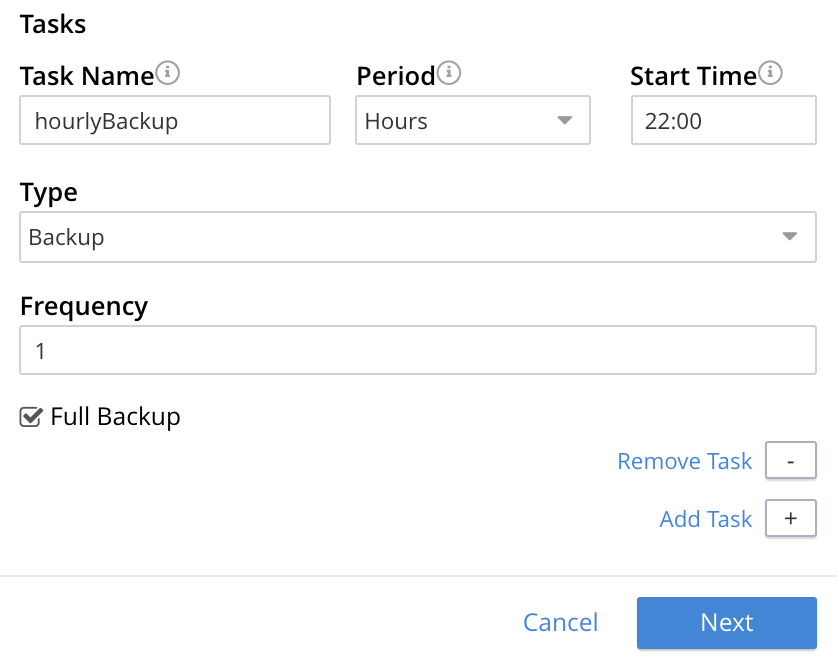 Tasks
Task Name Period Start Time
hourlyBackup Hours 22:00
Type
Backup
Frequency
1
Full Backup
Remove Task -
Add Task +
Cancel Next